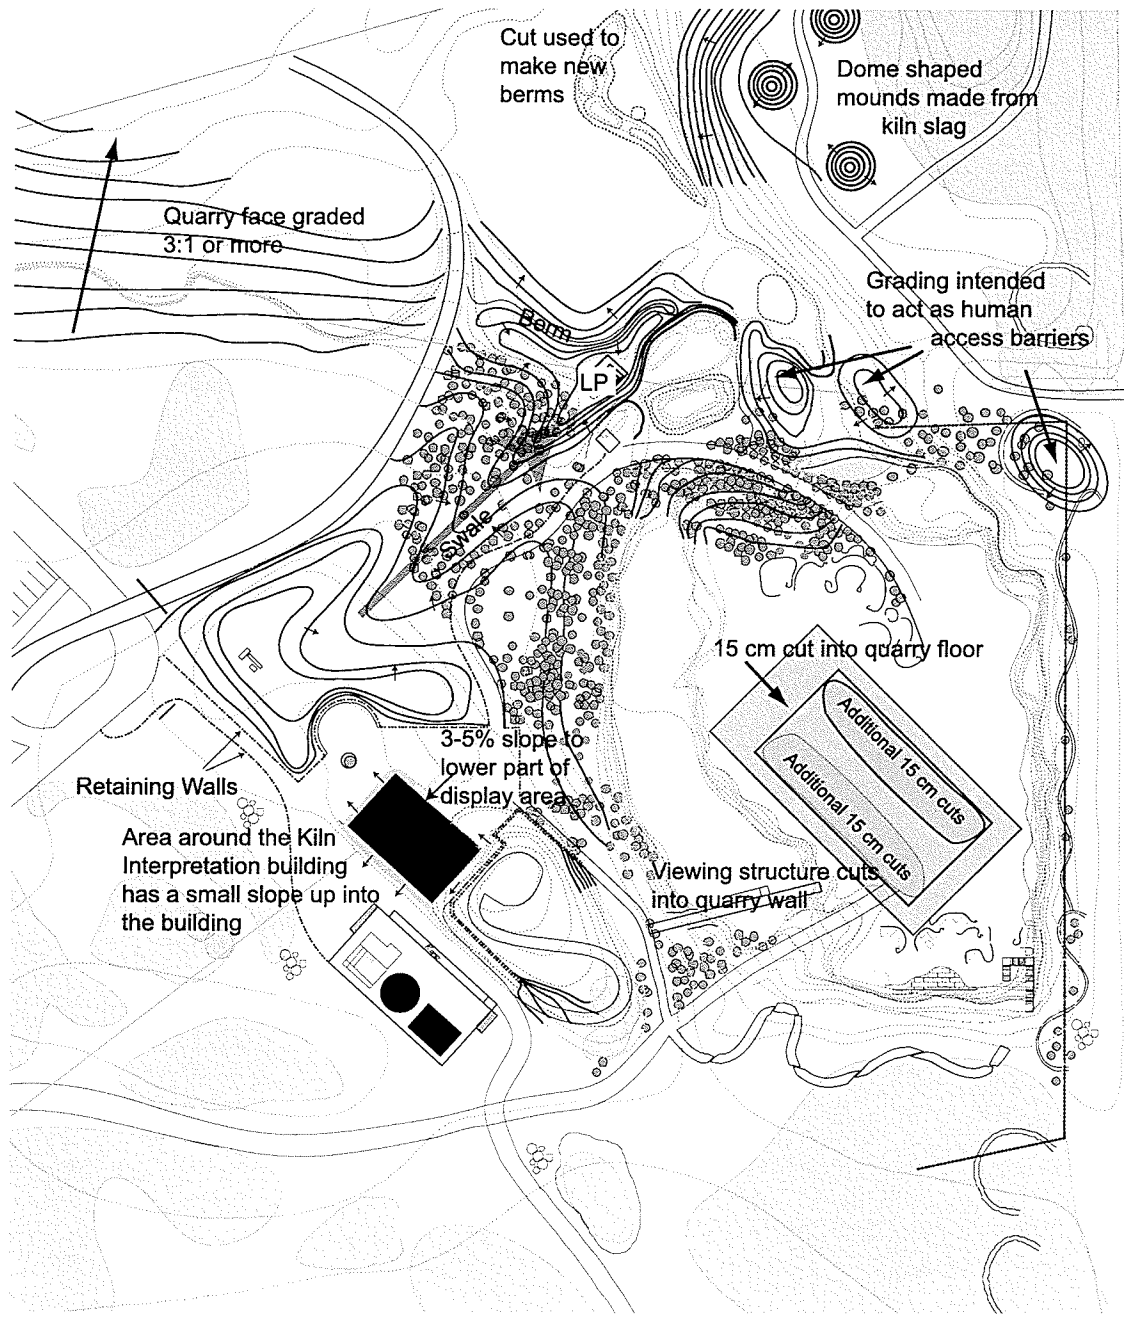 Cut used to
make new
berms
Dome shaped
mounds made from
kiln slag
Quarry face graded
3:1 or more
Grading intended
to act as human
access barriers
Berm
LP
Swale
15 cm cut into quarry floor
Additional 15 cm cuts
Additional 15 cm cuts
3-5% slope to
lower part of
display area
Retaining Walls
Area around the Kiln
Interpretation building
has a small slope up into
the building
Viewing structure cuts
into quarry wall